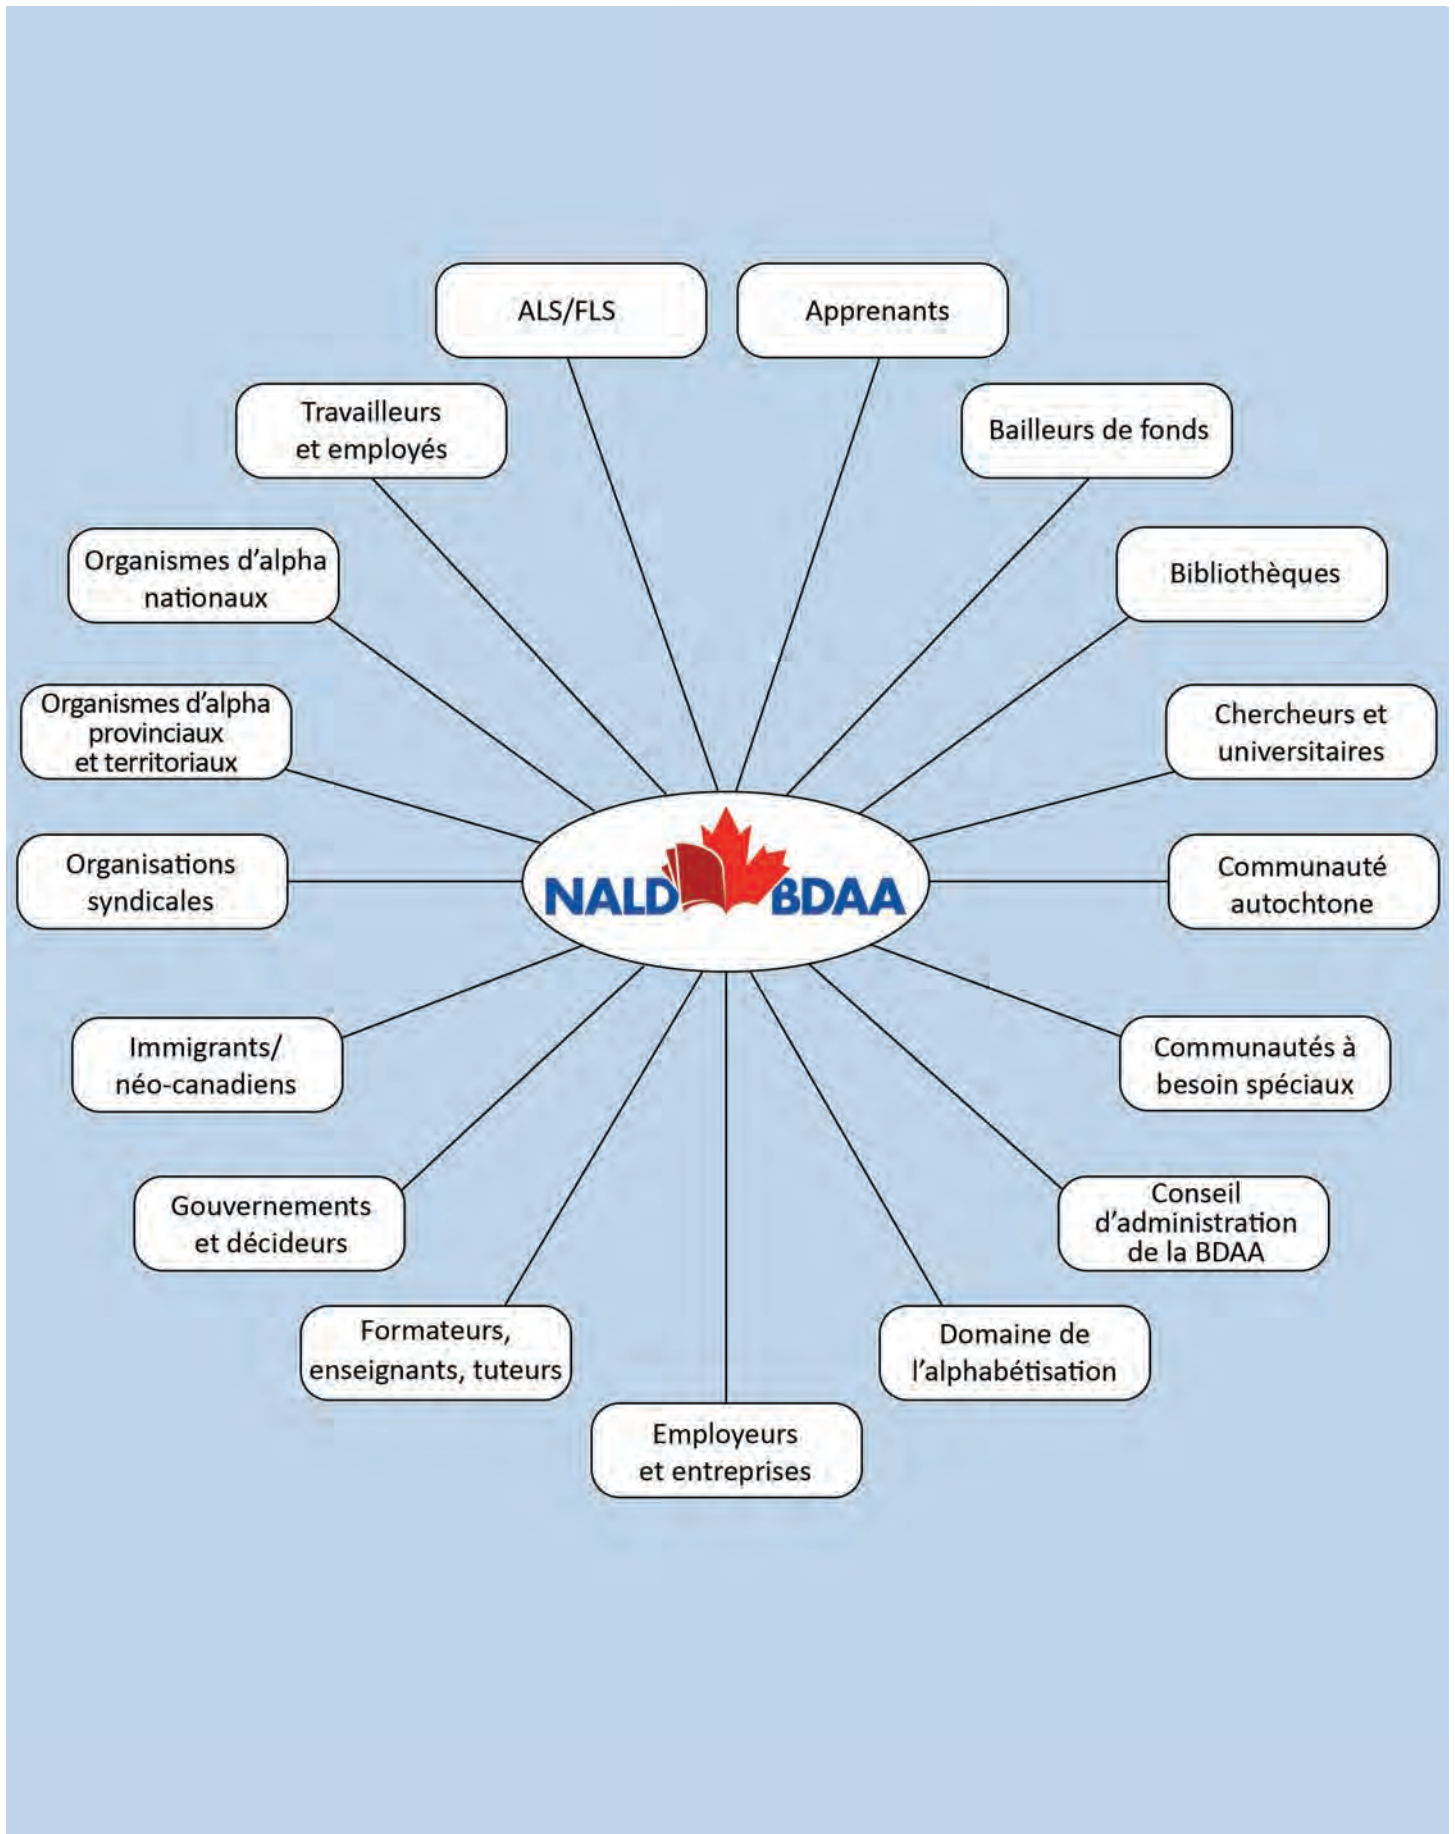 ALS/FLS
Apprenants
Travailleurs
et employés
Bailleurs de fonds
Organismes d'alpha
nationaux
Bibliothèques
Organismes d'alpha
provinciaux
et territoriaux
Chercheurs et
universitaires
NALD BDAA
Organisations
syndicales
Communauté
autochtone
Immigrants/
néo-canadiens
Communautés à
besoin spéciaux
Gouvernements
et décideurs
Conseil
d'administration
de la BDAA
Formateurs,
enseignants, tuteurs
Domaine de
l'alphabétisation
Employeurs
et entreprises